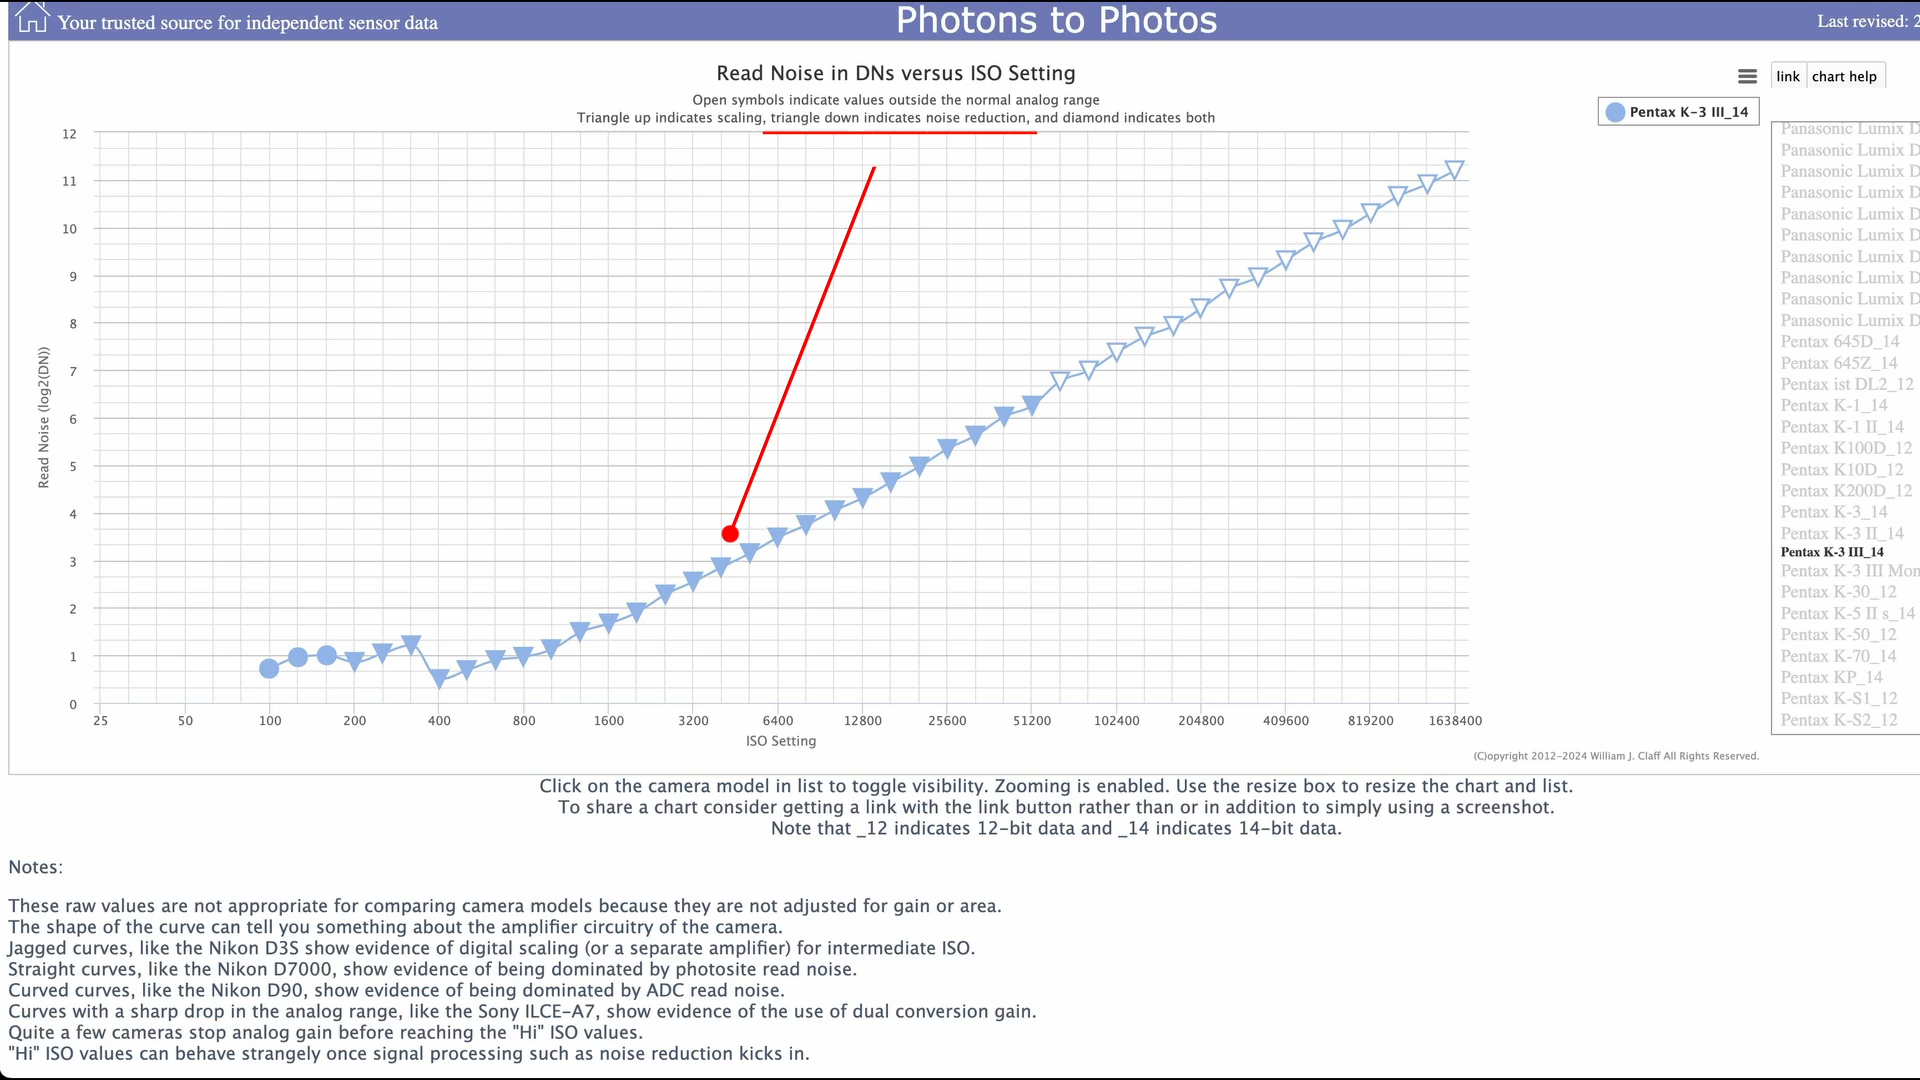 Your trusted source for independent sensor data
Photons to Photos
Last revised: 2
Read Noise in DNs versus ISO Setting
Open symbols indicate values outside the normal analog range
Triangle up indicates scaling, triangle down indicates noise reduction, and diamond indicates both
link
chart help
Pentax K-3 III_14
12
11
10
9
8
7
6
5
4
3
2
1
0
Read Noise (log2(DN))
25
50
100
200
400
800
1600
3200
6400
12800
25600
51200
102400
204800
409600
819200
1638400
ISO Setting
Panasonic Lumix D
Panasonic Lumix D
Panasonic Lumix D
Panasonic Lumix D
Panasonic Lumix D
Panasonic Lumix D
Panasonic Lumix D
Panasonic Lumix D
Panasonic Lumix D
Panasonic Lumix D
Pentax 645D_14
Pentax 645Z_14
Pentax ist DL2_12
Pentax K-1_14
Pentax K-1 II_14
Pentax K100D_12
Pentax K10D_12
Pentax K200D_12
Pentax K-3_14
Pentax K-3 II_14
Pentax K-3 III_14
Pentax K-3 III Mon
Pentax K-30_12
Pentax K-5 II s_14
Pentax K-50_12
Pentax K-70_14
Pentax KP_14
Pentax K-S1_12
Pentax K-S2_12
(C)opyright 2012-2024 William J. Claff All Rights Reserved.
Click on the camera model in list to toggle visibility. Zooming is enabled. Use the resize box to resize the chart and list.
To share a chart consider getting a link with the link button rather than or in addition to simply using a screenshot.
Note that _12 indicates 12-bit data and _14 indicates 14-bit data.
Notes:
These raw values are not appropriate for comparing camera models because they are not adjusted for gain or area.
The shape of the curve can tell you something about the amplifier circuitry of the camera.
Jagged curves, like the Nikon D3S show evidence of digital scaling (or a separate amplifier) for intermediate ISO.
Straight curves, like the Nikon D7000, show evidence of being dominated by photosite read noise.
Curved curves, like the Nikon D90, show evidence of being dominated by ADC read noise.
Curves with a sharp drop in the analog range, like the Sony ILCE-A7, show evidence of the use of dual conversion gain.
Quite a few cameras stop analog gain before reaching the "Hi" ISO values.
"Hi" ISO values can behave strangely once signal processing such as noise reduction kicks in.